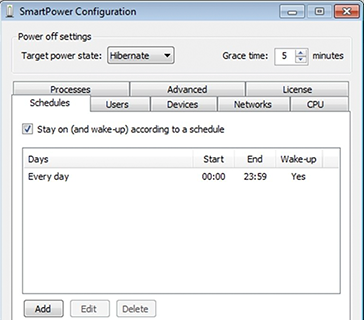 SmartPower Configuration
Power off settings
Target power state: Hibernate Grace time: 5 minutes
Processes Advanced License
Schedules Users Devices Networks CPU
Stay on (and wake-up) according to a schedule
Days Start End Wake-up
Every day 00:00 23:59 Yes
Add Edit Delete